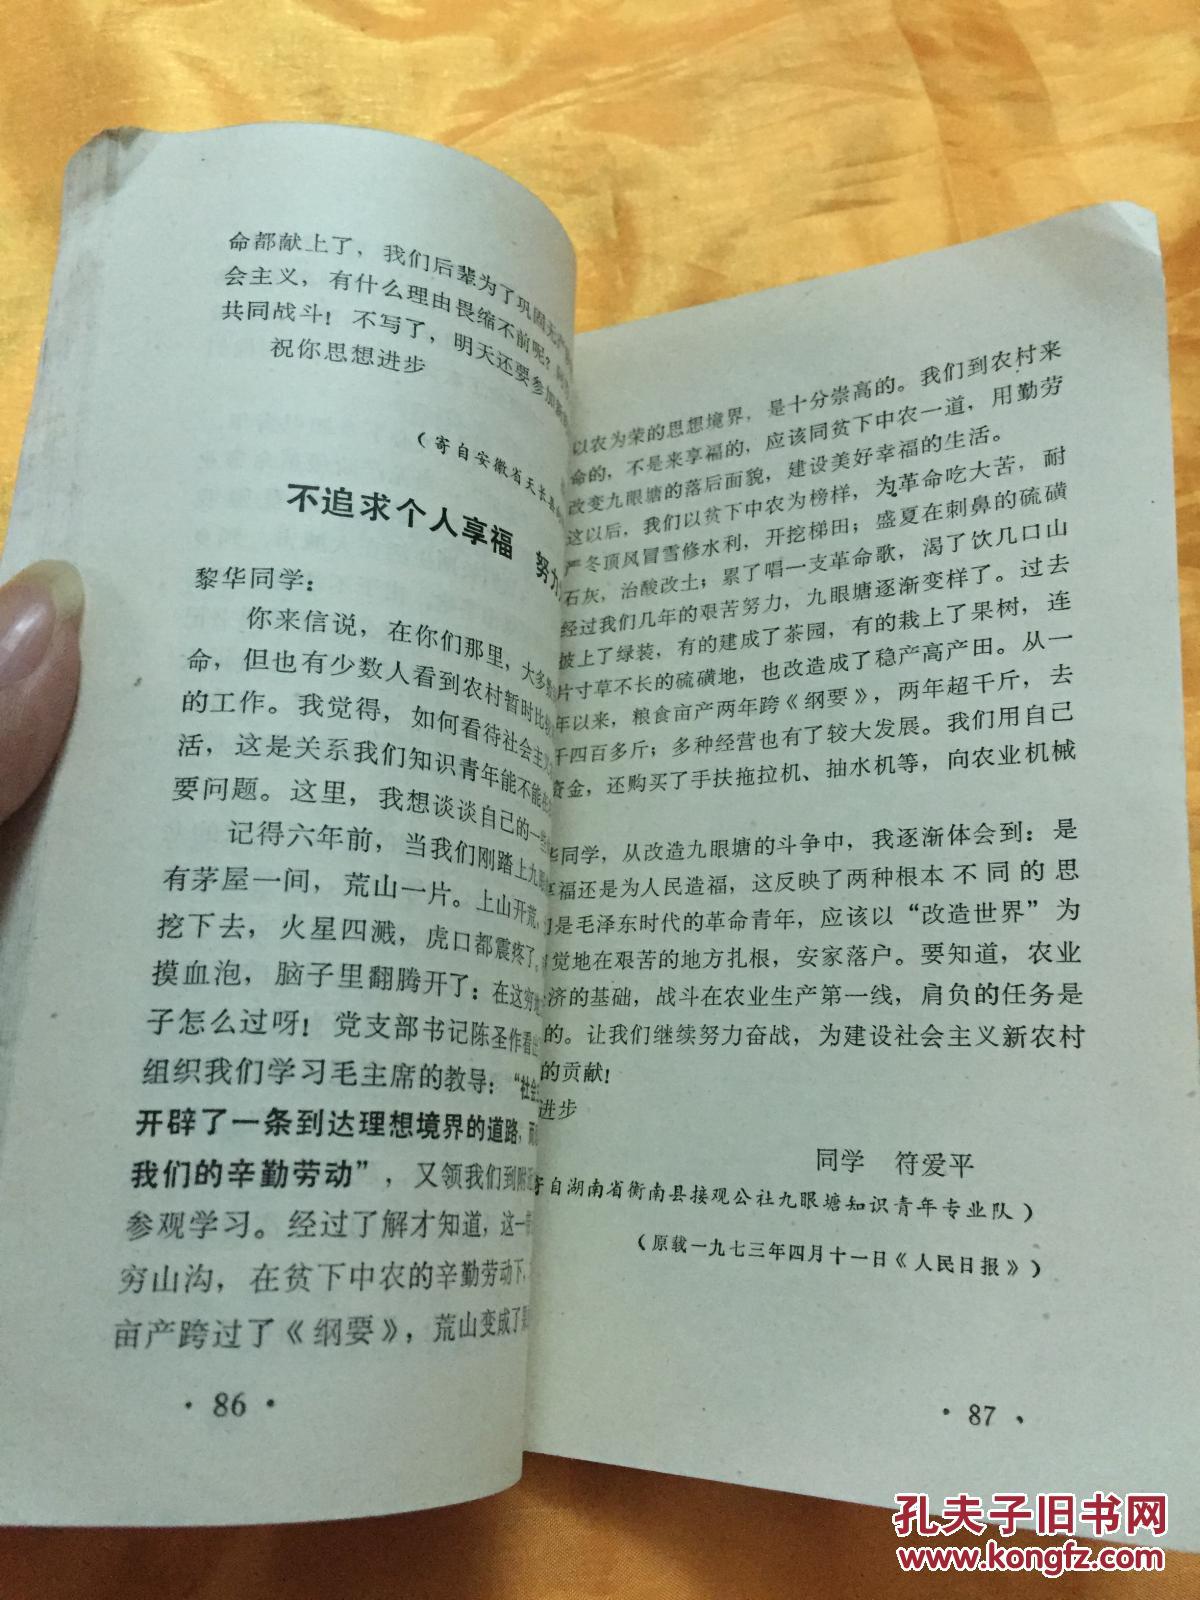 命都献上了，我们后辈为了巩固无产
会主义，有什么理由畏缩不前呢？
共同战斗！不写了，明天还要参加
祝你思想进步
（寄自安徽省天长县
不追求个人享福 努力
黎华同学：
你来信说，在你们那里，大多数
命，但也有少数人看到农村暂时比
的工作。我觉得，如何看待社会主义
活，这是关系我们知识青年能不能在
要问题。这里，我想谈谈自己的一些
记得六年前，当我们刚踏上九眼
有茅屋一间，荒山一片。上山开荒，
挖下去，火星四溅，虎口都震疼了。
摸血泡，脑子里翻腾开了：在这穷
子怎么过呀！党支部书记陈圣作看出
组织我们学习毛主席的教导：“社会
开辟了一条到达理想境界的道路，而
我们的辛勤劳动”，又领我们到附近
参观学习。经过了解才知道，这一带
穷山沟，在贫下中农的辛勤劳动下，
亩产跨过了《纲要》，荒山变成了
· 86 ·
以农为荣的思想境界，是十分崇高的。我们到农村来
命的，不是来享福的，应该同贫下中农一道，用勤劳
改变九眼塘的落后面貌，建设美好幸福的生活。
这以后，我们以贫下中农为榜样，为革命吃大苦，耐
严冬顶风冒雪修水利，开挖梯田；盛夏在刺鼻的硫磺
石灰，治酸改土；累了唱一支革命歌，渴了饮几口山
经过我们几年的艰苦努力，九眼塘逐渐变样了。过去
披上了绿装，有的建成了茶园，有的栽上了果树，连
片寸草不长的硫磺地，也改造成了稳产高产田。从一
年以来，粮食亩产两年跨《纲要》，两年超千斤，去
千四百多斤；多种经营也有了较大发展。我们用自己
资金，还购买了手扶拖拉机、抽水机等，向农业机械
华同学，从改造九眼塘的斗争中，我逐渐体会到：是
享福还是为人民造福，这反映了两种根本不同的思
们是毛泽东时代的革命青年，应该以“改造世界”为
觉地在艰苦的地方扎根，安家落户。要知道，农业
济的基础，战斗在农业生产第一线，肩负的任务是
的。让我们继续努力奋战，为建设社会主义新农村
的贡献！
进步
同学 符爱平
寄自湖南省衡南县接观公社九眼塘知识青年专业队）
（原载一九七三年四月十一日《人民日报》）
· 87 ·
孔夫子旧书网
www.kongfz.com